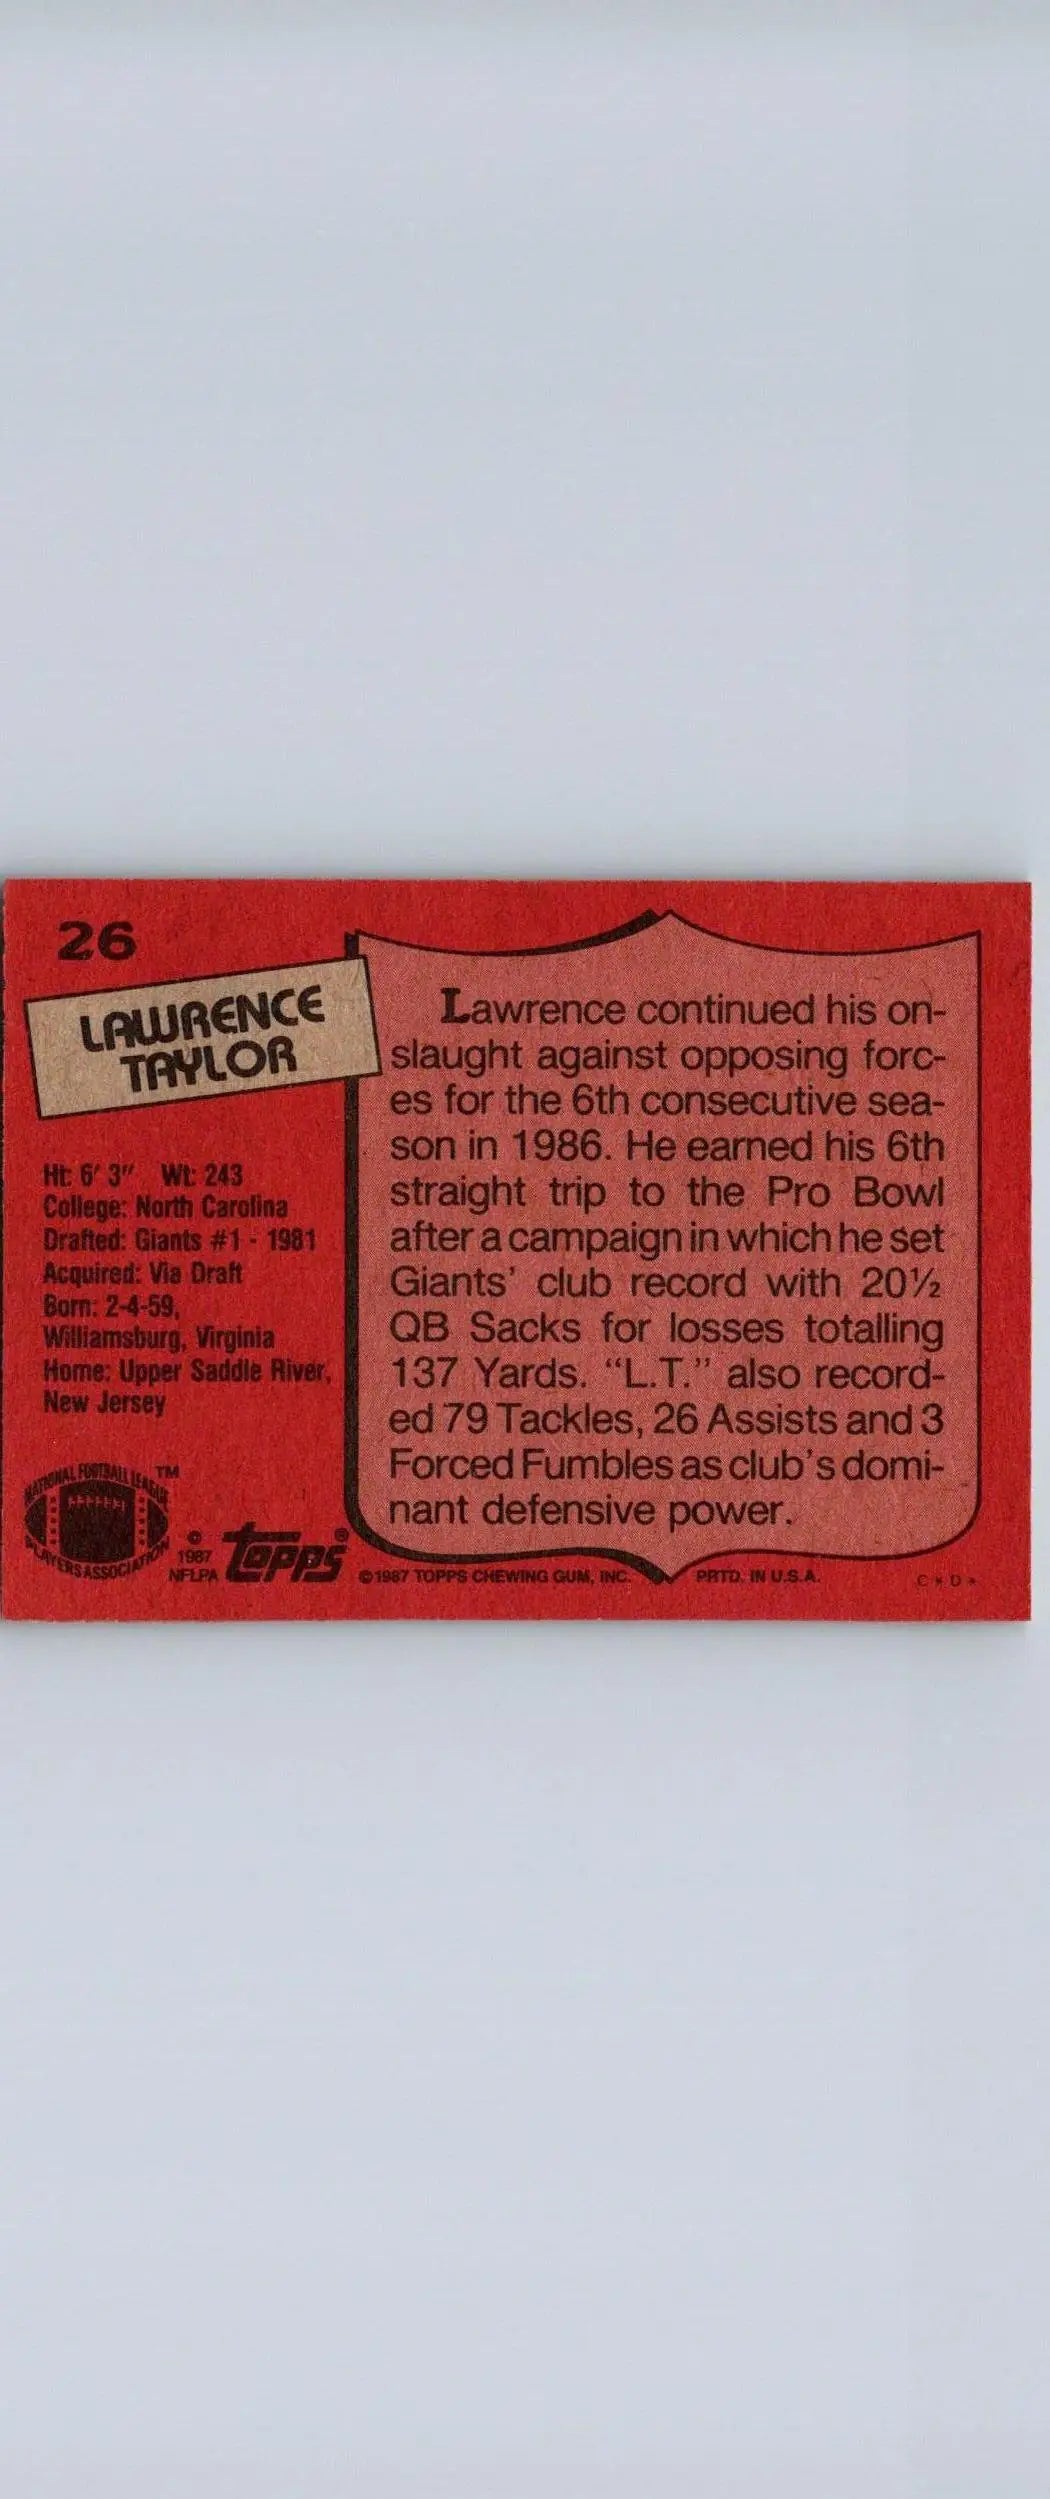 26
LAWRENCE
TAYLOR
Ht: 6' 3" Wt: 243
College: North Carolina
Drafted: Giants #1 - 1981
Acquired: Via Draft
Born: 2-4-59,
Williamsburg, Virginia
Home: Upper Saddle River,
New Jersey
NATIONAL FOOTBALL LEAGUE ™
PLAYERS ASSOCIATION
© 1987
NFLPA
topps®
Lawrence continued his on-
slaught against opposing forc-
es for the 6th consecutive sea-
son in 1986. He earned his 6th
straight trip to the Pro Bowl
after a campaign in which he set
Giants' club record with 20½
QB Sacks for losses totalling
137 Yards. "L.T." also record-
ed 79 Tackles, 26 Assists and 3
Forced Fumbles as club's domi-
nant defensive power.
©1987 TOPPS CHEWING GUM, INC. PRTD. IN U.S.A. C*D*